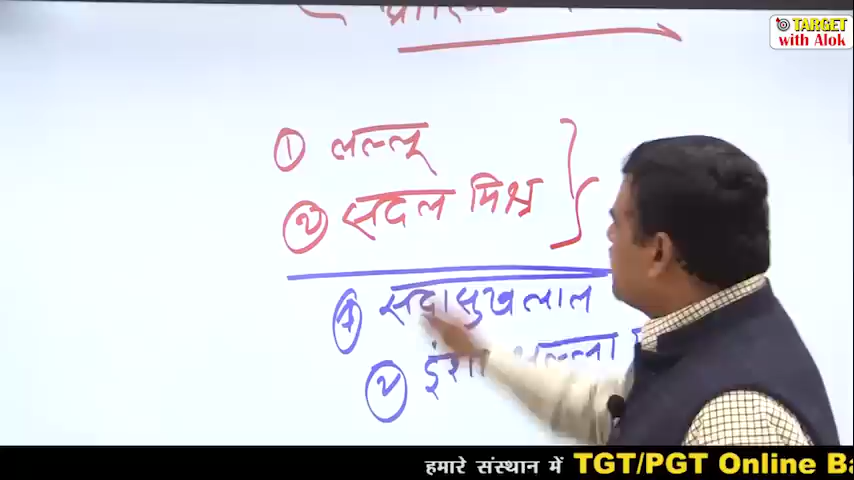 TARGET
with Alok
① लल्लू
② सदल मिश्र
① सदासुखलाल
②
हमारे संस्थान में TGT/PGT Online Ba